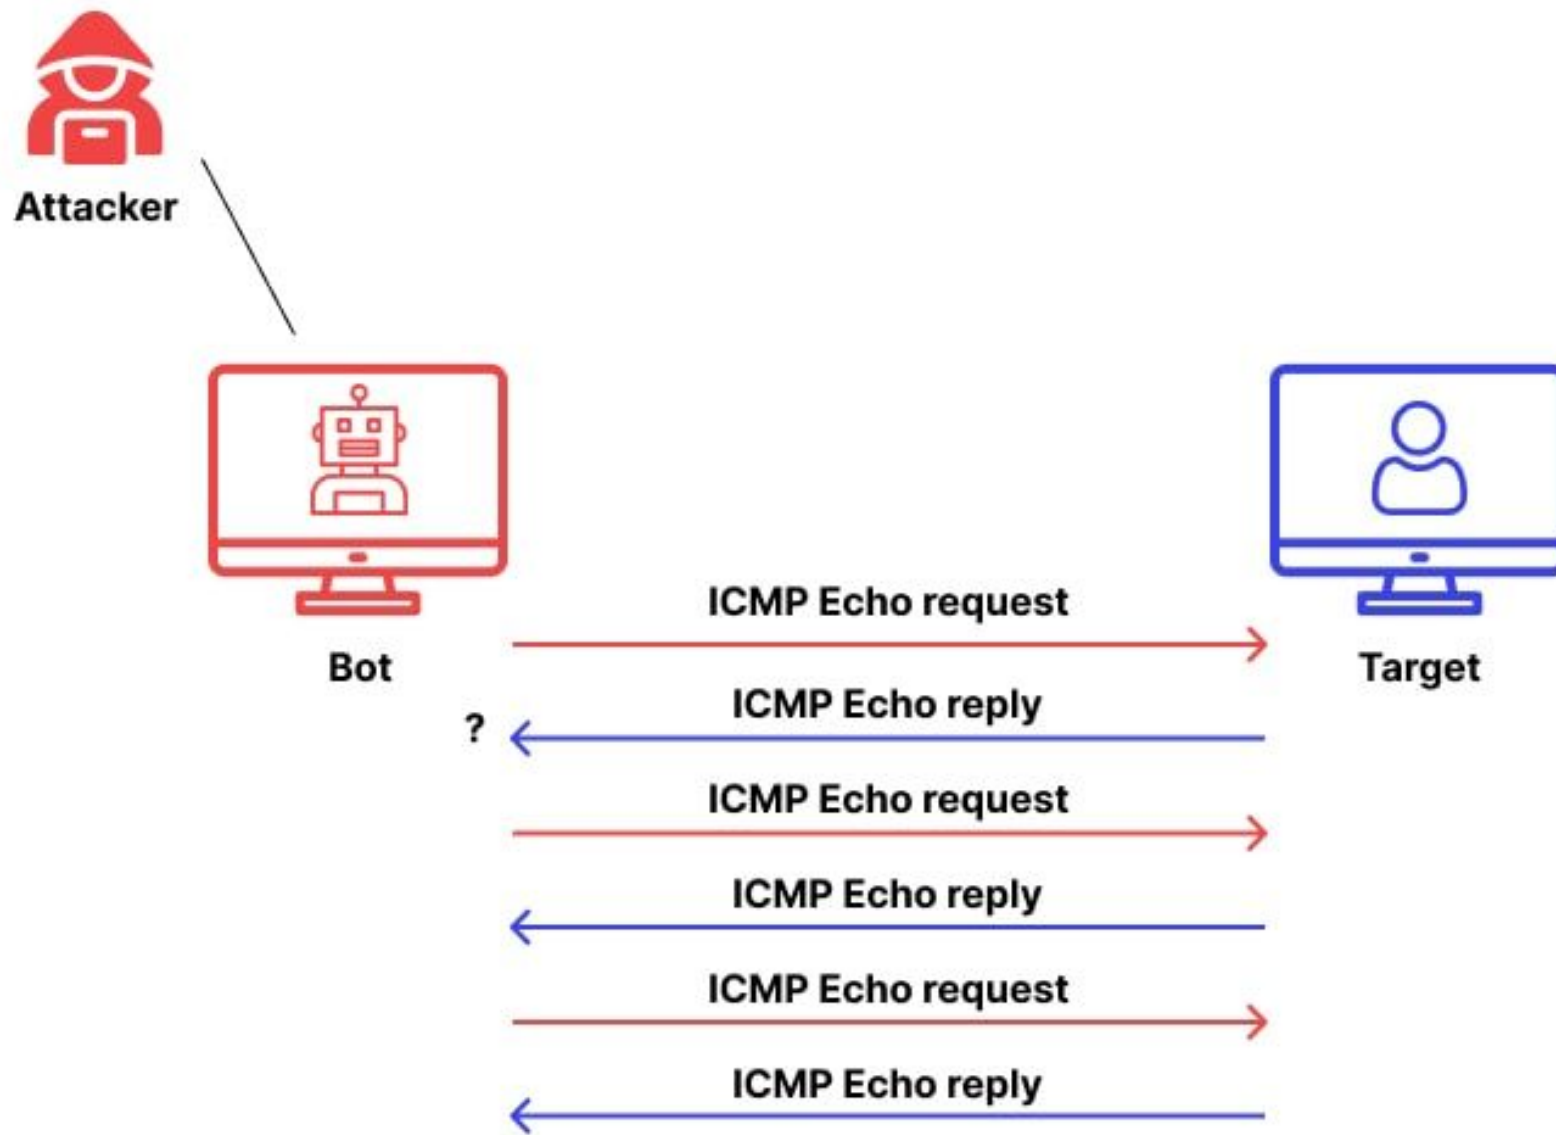 Attacker
ICMP Echo request
Bot
Target
ICMP Echo reply
?
ICMP Echo request
ICMP Echo reply
ICMP Echo request
ICMP Echo reply